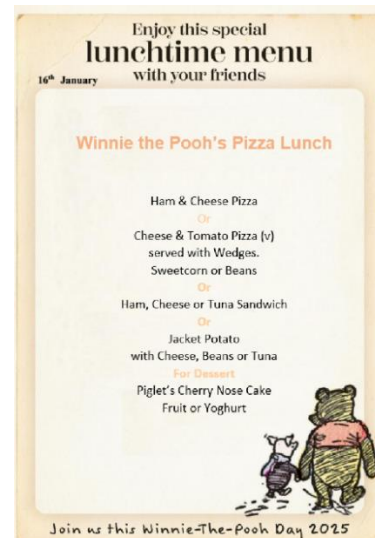 Enjoy this special
lunchtime menu
with your friends
16th January
Winnie the Pooh's Pizza Lunch
Ham & Cheese Pizza
Or
Cheese & Tomato Pizza (v)
served with Wedges.
Sweetcorn or Beans
Or
Ham, Cheese or Tuna Sandwich
Or
Jacket Potato
with Cheese, Beans or Tuna
For Dessert
Piglet's Cherry Nose Cake
Fruit or Yoghurt
Join us this Winnie-The-Pooh Day 2025